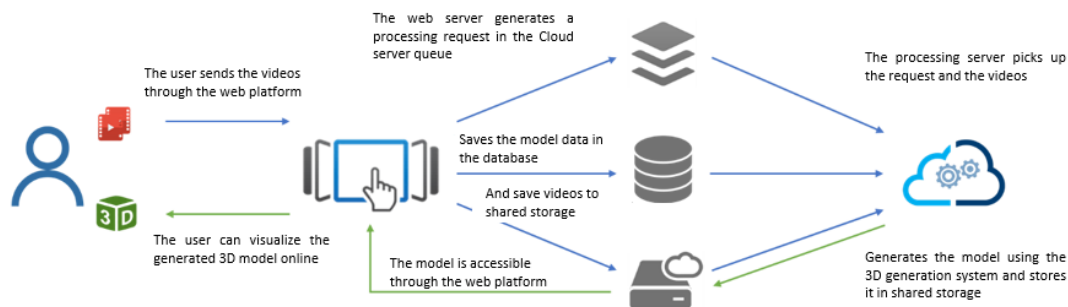 The web server generates a
processing request in the Cloud
server queue
The user sends the videos
through the web platform
The processing server picks up
the request and the videos
Saves the model data in
the database
And save videos to
shared storage
3D
The user can visualize the
generated 3D model online
The model is accessible
through the web platform
Generates the model using the
3D generation system and stores
it in shared storage